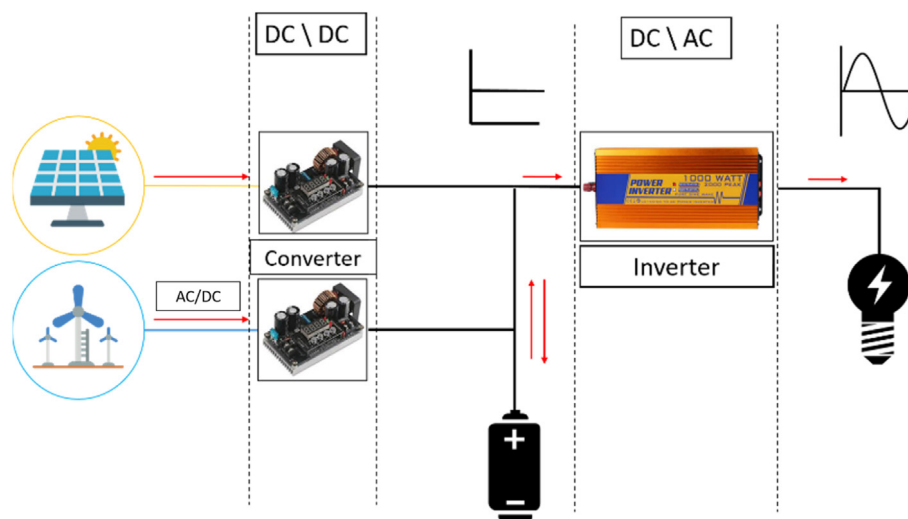 DC \ DC
DC \ AC
1000 WATT
POWER
INVERTER
2000 PEAK
Converter
Inverter
AC/DC
+
−